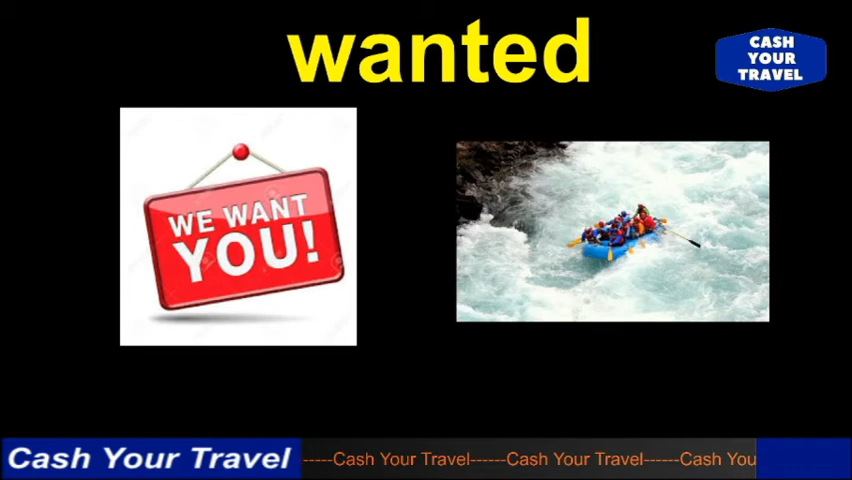 wanted
CASH
YOUR
TRAVEL
WE WANT
YOU!
Cash Your Travel
-----Cash Your Travel------Cash Your Travel------Cash You